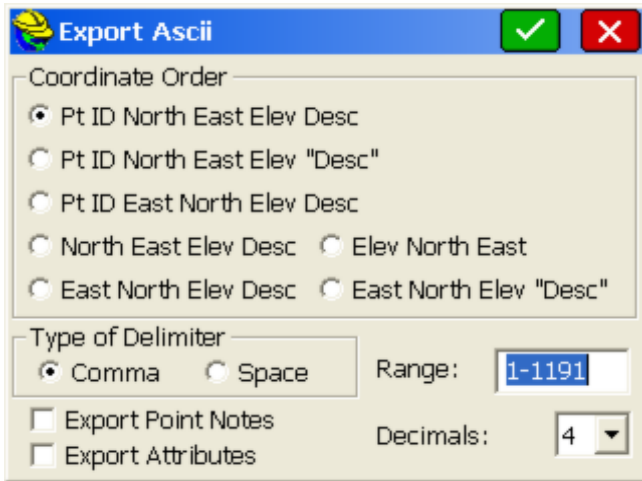 Export Ascii
Coordinate Order
Pt ID North East Elev Desc
Pt ID North East Elev "Desc"
Pt ID East North Elev Desc
North East Elev Desc Elev North East
East North Elev Desc East North Elev "Desc"
Type of Delimiter
Comma Space
Range: 1-1191
Export Point Notes
Export Attributes
Decimals: 4